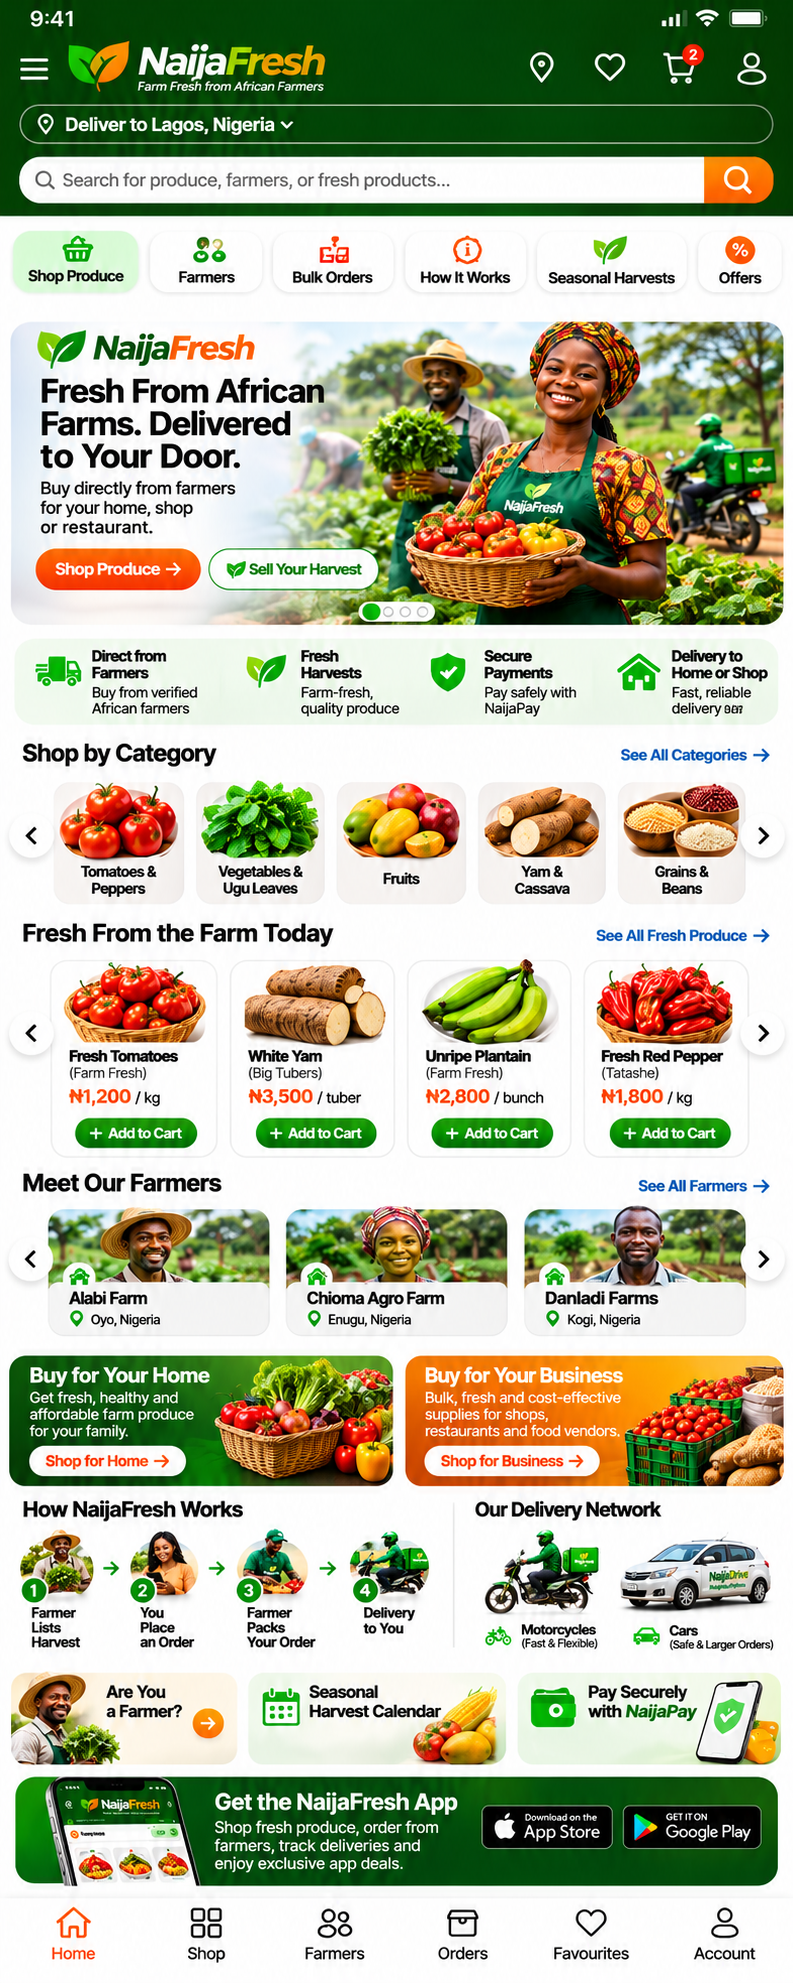 9:41
NaijaFresh
Farm Fresh from African Farmers
2
Deliver to Lagos, Nigeria
Search for produce, farmers, or fresh products...
Shop Produce
Farmers
Bulk Orders
How It Works
Seasonal Harvests
%
Offers
NaijaFresh
Fresh From African
Farms. Delivered
to Your Door.
Buy directly from farmers
for your home, shop
or restaurant.
Shop Produce →
Sell Your Harvest
NaijaFresh
Direct from
Farmers
Buy from verified
African farmers
Fresh
Harvests
Farm-fresh,
quality produce
Secure
Payments
Pay safely with
NaijaPay
Delivery to
Home or Shop
Fast, reliable
delivery
Shop by Category
See All Categories →
Tomatoes &
Peppers
Vegetables &
Ugu Leaves
Fruits
Yam &
Cassava
Grains &
Beans
Fresh From the Farm Today
See All Fresh Produce →
Fresh Tomatoes
(Farm Fresh)
₦1,200 / kg
+ Add to Cart
White Yam
(Big Tubers)
₦3,500 / tuber
+ Add to Cart
Unripe Plantain
(Farm Fresh)
₦2,800 / bunch
+ Add to Cart
Fresh Red Pepper
(Tatashe)
₦1,800 / kg
+ Add to Cart
Meet Our Farmers
See All Farmers →
Alabi Farm
Oyo, Nigeria
Chioma Agro Farm
Enugu, Nigeria
Danladi Farms
Kogi, Nigeria
Buy for Your Home
Get fresh, healthy and
affordable farm produce
for your family.
Shop for Home →
Buy for Your Business
Bulk, fresh and cost-effective
supplies for shops,
restaurants and food vendors.
Shop for Business →
How NaijaFresh Works
1
Farmer
Lists
Harvest
2
You
Place
an Order
3
Farmer
Packs
Your Order
4
Delivery
to You
Our Delivery Network
NaijaDrive
Motorcycles
(Fast & Flexible)
Cars
(Safe & Larger Orders)
Are You
a Farmer?
Seasonal
Harvest Calendar
Pay Securely
with NaijaPay
NaijaFresh
Get the NaijaFresh App
Shop fresh produce, order from
farmers, track deliveries and
enjoy exclusive app deals.
Download on the
App Store
GET IT ON
Google Play
Home
Shop
Farmers
Orders
Favourites
Account